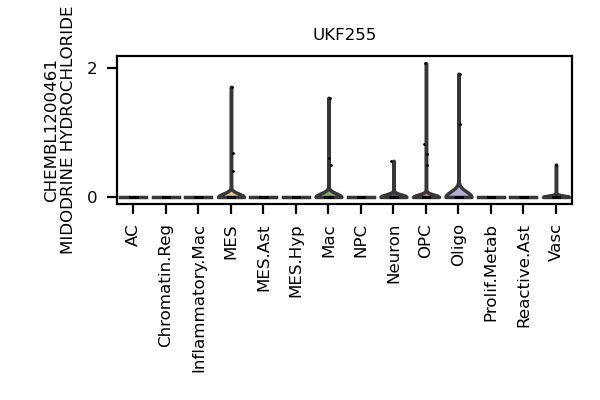 UKF255
CHEMBL1200461
MIDODRINE HYDROCHLORIDE
2
0
AC
Chromatin.Reg
Inflammatory.Mac
MES
MES.Ast
MES.Hyp
Mac
NPC
Neuron
OPC
Oligo
Prolif.Metab
Reactive.Ast
Vasc